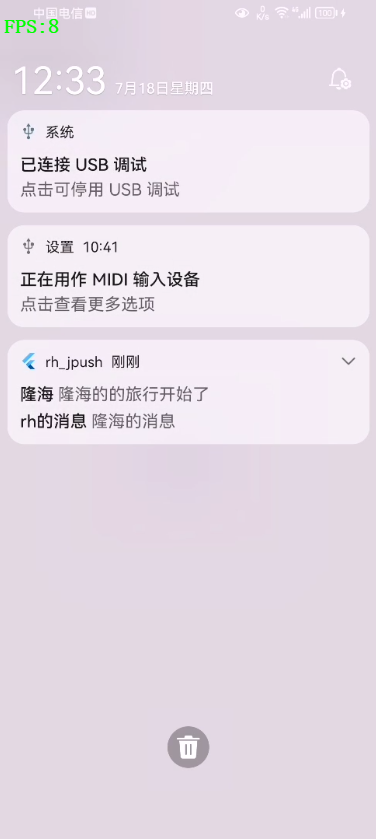 中国电信 HD 0 K/s 4G 100
FPS:8
12:33 7月18日星期四
系统
已连接 USB 调试
点击可停用 USB 调试
设置 10:41
正在用作 MIDI 输入设备
点击查看更多选项
rh_jpush 刚刚
隆海 隆海的的旅行开始了
rh的消息 隆海的消息